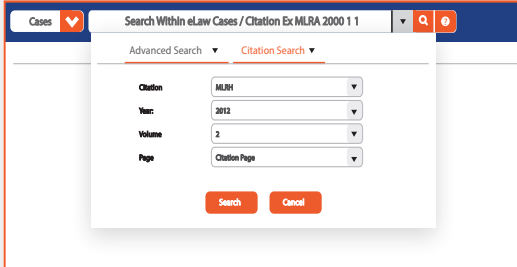 Cases Search Within eLaw Cases / Citation Ex MLRA 2000 1 1
Advanced Search Citation Search
Citation MLRH
Year: 2012
Volume 2
Page Citation Page
Search Cancel